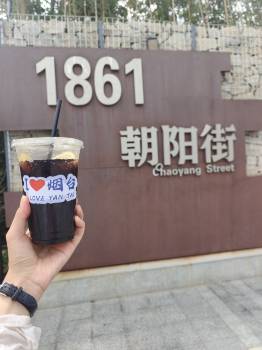 1861
朝阳街
Chaoyang Street
I❤烟台
I LOVE YAN TAI